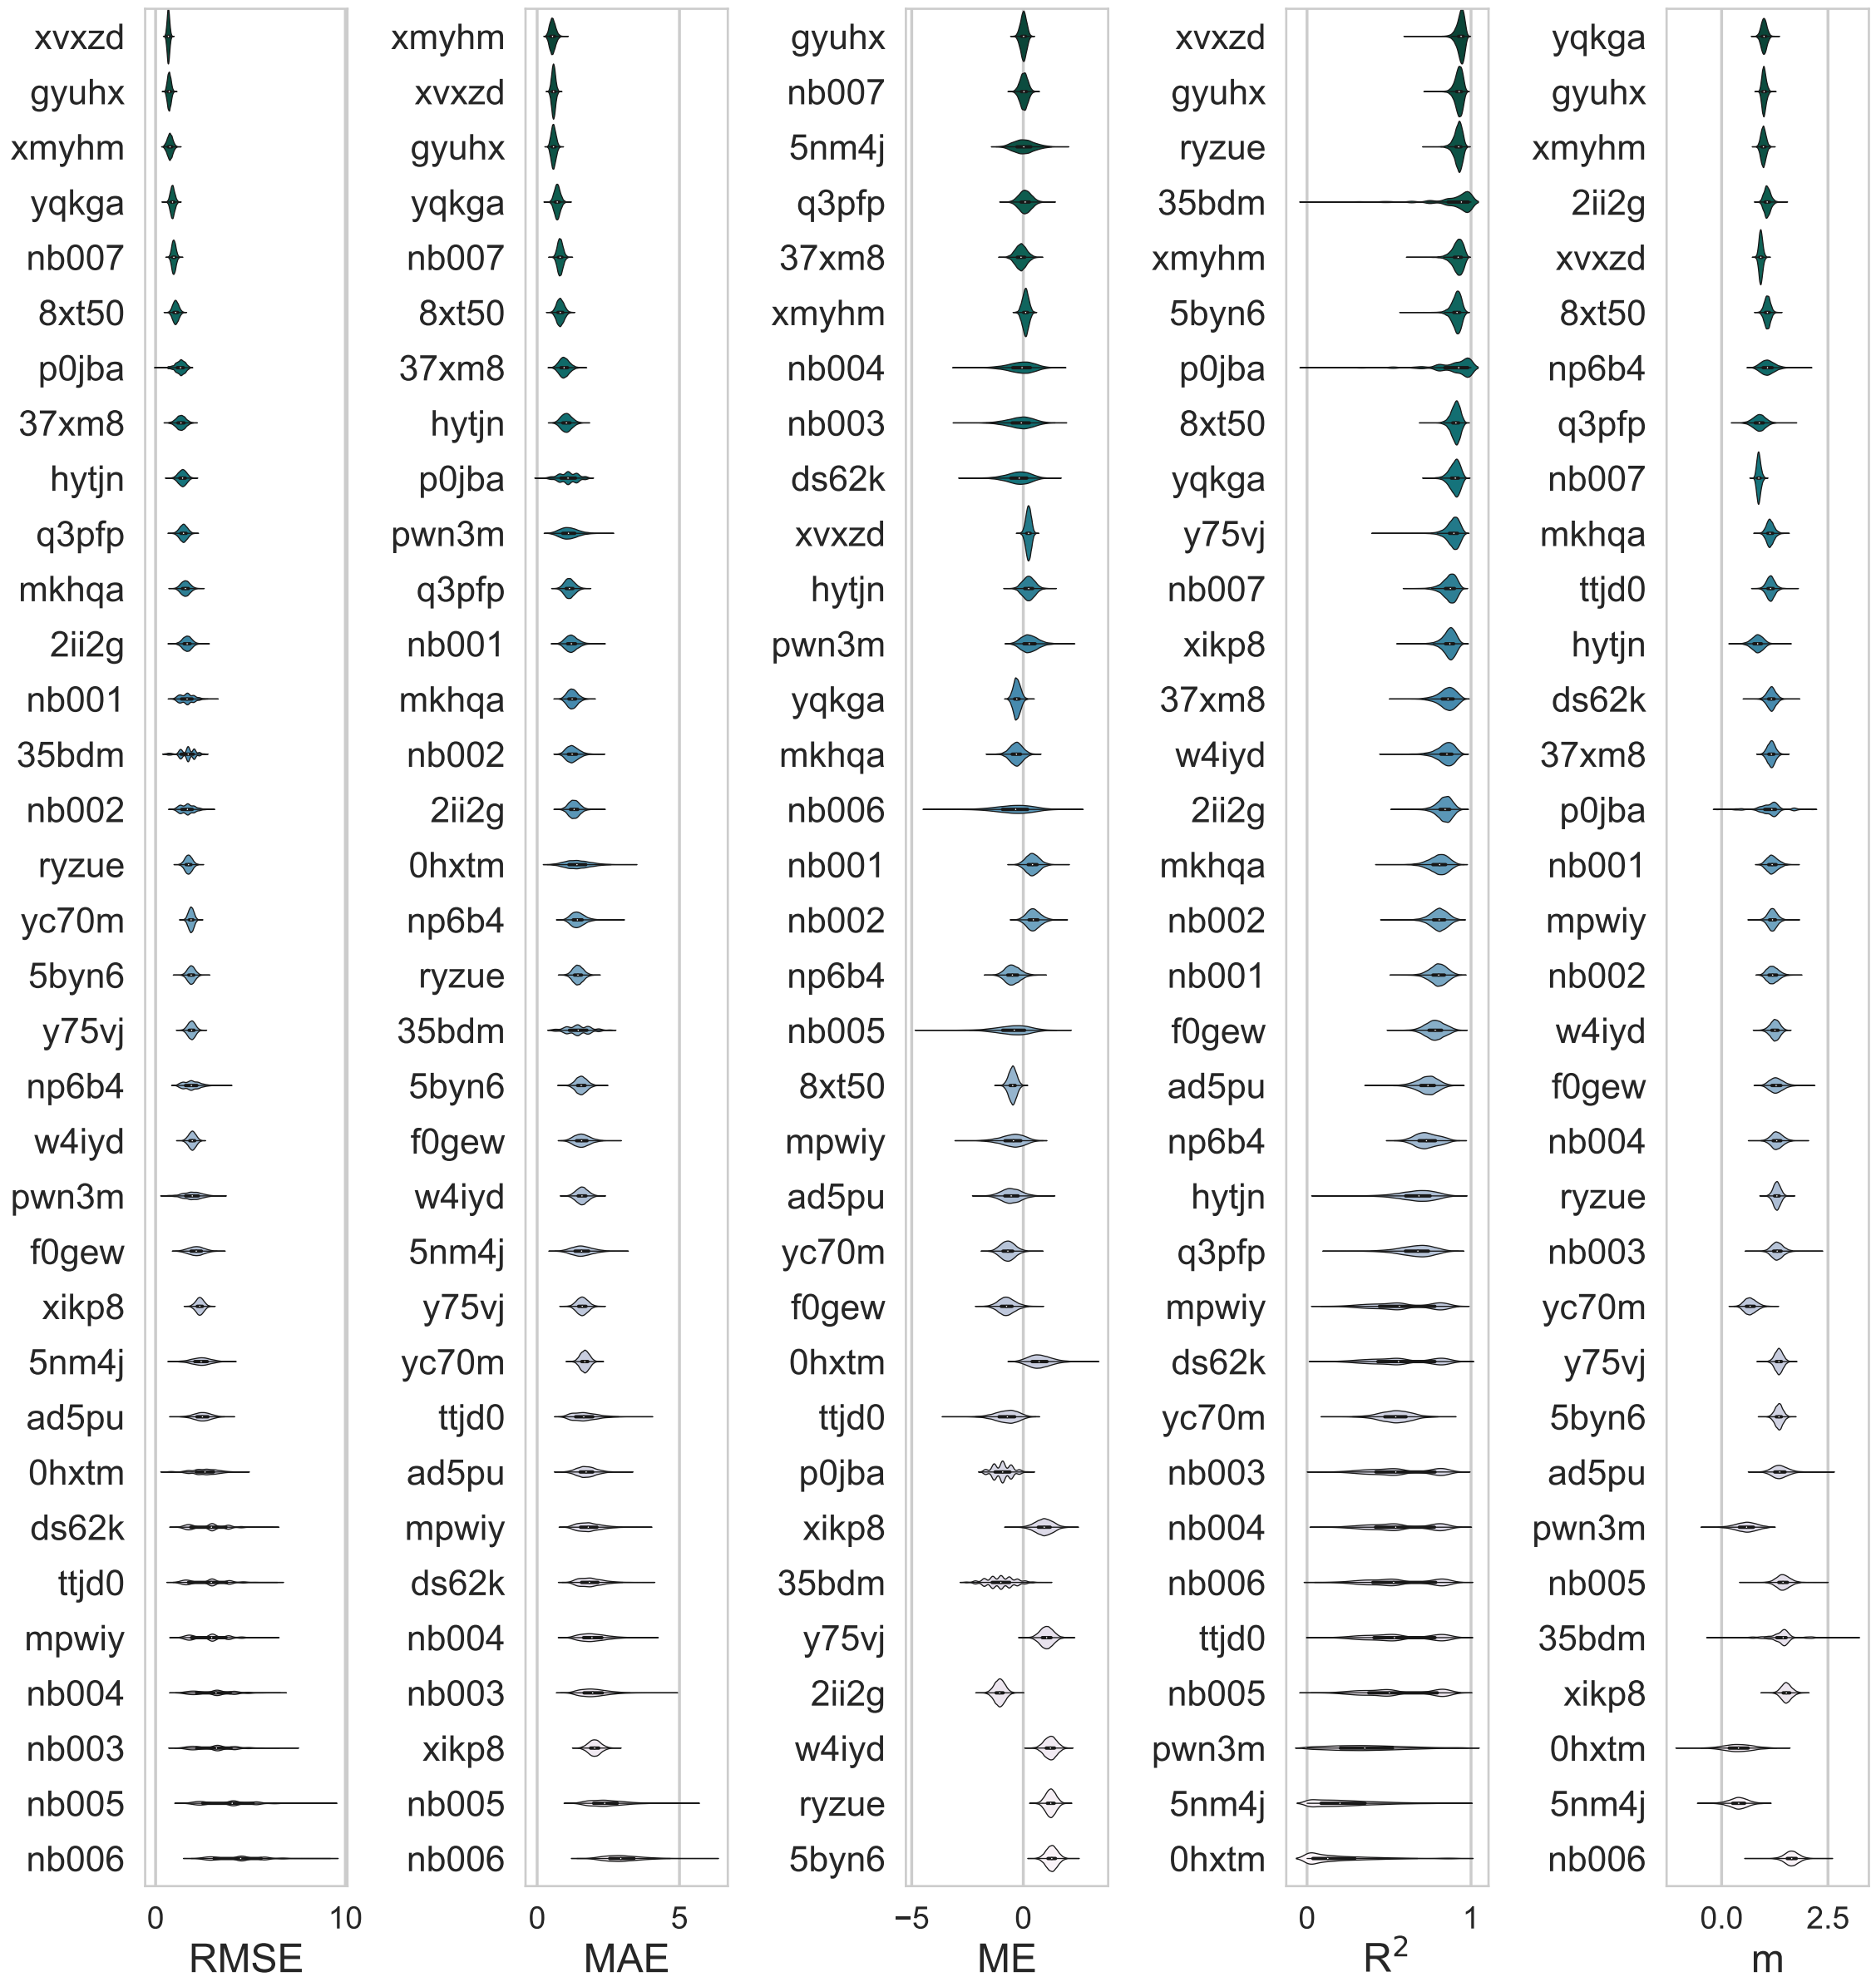 xvxzd xmyhm gyuhx xvxzd yqkga
gyuhx xvxzd nb007 gyuhx gyuhx
xmyhm gyuhx 5nm4j ryzue xmyhm
yqkga yqkga q3pfp 35bdm 2ii2g
nb007 nb007 37xm8 xmyhm xvxzd
8xt50 8xt50 xmyhm 5byn6 8xt50
p0jba 37xm8 nb004 p0jba np6b4
37xm8 hytjn nb003 8xt50 q3pfp
hytjn p0jba ds62k yqkga nb007
q3pfp pwn3m xvxzd y75vj mkhqa
mkhqa q3pfp hytjn nb007 ttjd0
2ii2g nb001 pwn3m xikp8 hytjn
nb001 mkhqa yqkga 37xm8 ds62k
35bdm nb002 mkhqa w4iyd 37xm8
nb002 2ii2g nb006 2ii2g p0jba
ryzue 0hxtm nb001 mkhqa nb001
yc70m np6b4 nb002 nb002 mpwiy
5byn6 ryzue np6b4 nb001 nb002
y75vj 35bdm nb005 f0gew w4iyd
np6b4 5byn6 8xt50 ad5pu f0gew
w4iyd f0gew mpwiy np6b4 nb004
pwn3m w4iyd ad5pu hytjn ryzue
f0gew 5nm4j yc70m q3pfp nb003
xikp8 y75vj f0gew mpwiy yc70m
5nm4j yc70m 0hxtm ds62k y75vj
ad5pu ttjd0 ttjd0 yc70m 5byn6
0hxtm ad5pu p0jba nb003 ad5pu
ds62k mpwiy xikp8 nb004 pwn3m
ttjd0 ds62k 35bdm nb006 nb005
mpwiy nb004 y75vj ttjd0 35bdm
nb004 nb003 2ii2g nb005 xikp8
nb003 xikp8 w4iyd pwn3m 0hxtm
nb005 nb005 ryzue 5nm4j 5nm4j
nb006 nb006 5byn6 0hxtm nb006
0 10 0 5 −5 0 0 1 0.0 2.5
RMSE MAE ME R² m